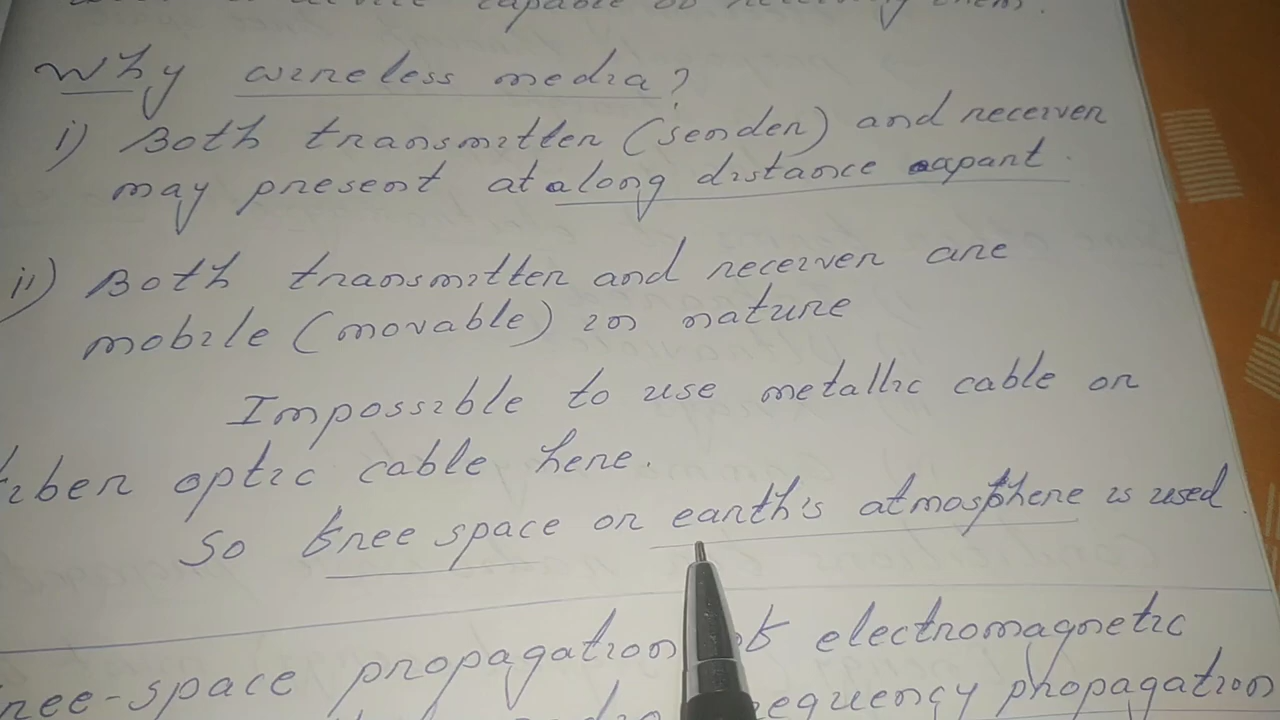 Why wireless media?
i) Both transmitter (sender) and receiver
may present at a long distance apart.
ii) Both transmitter and receiver are
mobile (movable) in nature
Impossible to use metallic cable or
fiber optic cable here.
So free space or earth's atmosphere is used.
free-space propagation of electromagnetic
frequency propagation